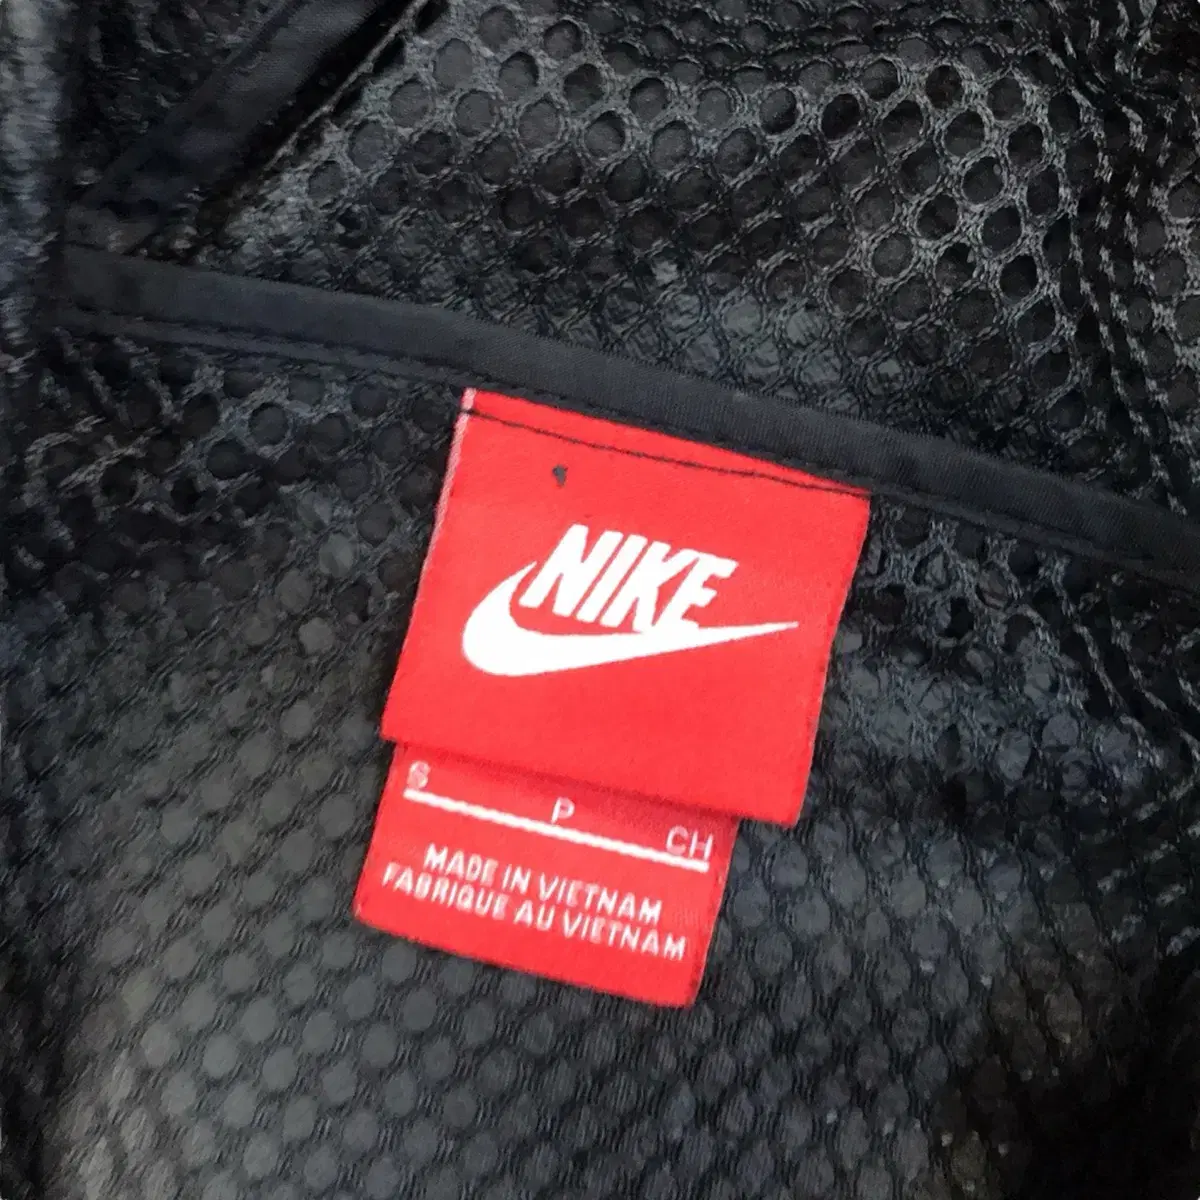 NIKE
S P CH
MADE IN VIETNAM
FABRIQUE AU VIETNAM